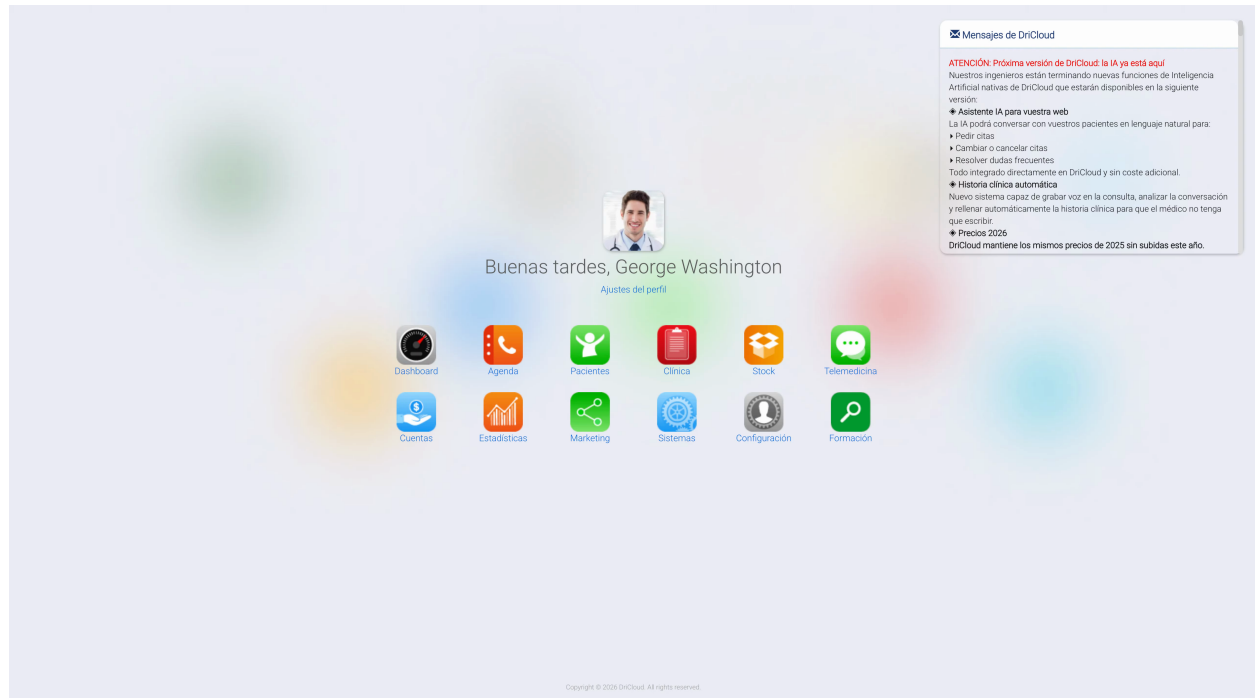 Mensajes de DriCloud
ATENCIÓN: Próxima versión de DriCloud: la IA ya está aquí
Nuestros ingenieros están terminando nuevas funciones de Inteligencia
Artificial nativas de DriCloud que estarán disponibles en la siguiente
versión:
◈ Asistente IA para vuestra web
La IA podrá conversar con vuestros pacientes en lenguaje natural para:
‣ Pedir citas
‣ Cambiar o cancelar citas
‣ Resolver dudas frecuentes
Todo integrado directamente en DriCloud y sin coste adicional.
◈ Historia clínica automática
Nuevo sistema capaz de grabar voz en la consulta, analizar la conversación
y rellenar automáticamente la historia clínica para que el médico no tenga
que escribir.
◈ Precios 2026
DriCloud mantiene los mismos precios de 2025 sin subidas este año.
Buenas tardes, George Washington
Ajustes del perfil
Dashboard Agenda Pacientes Clínica Stock Telemedicina
Cuentas Estadísticas Marketing Sistemas Configuración Formación
Copyright © 2026 DriCloud. All rights reserved.